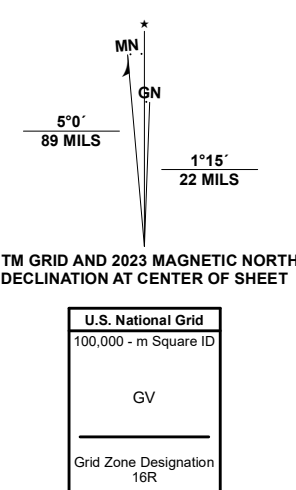 MN
GN
5°0´
89 MILS
1°15´
22 MILS
TM GRID AND 2023 MAGNETIC NORTH
DECLINATION AT CENTER OF SHEET
U.S. National Grid
100,000 - m Square ID
GV
Grid Zone Designation
16R